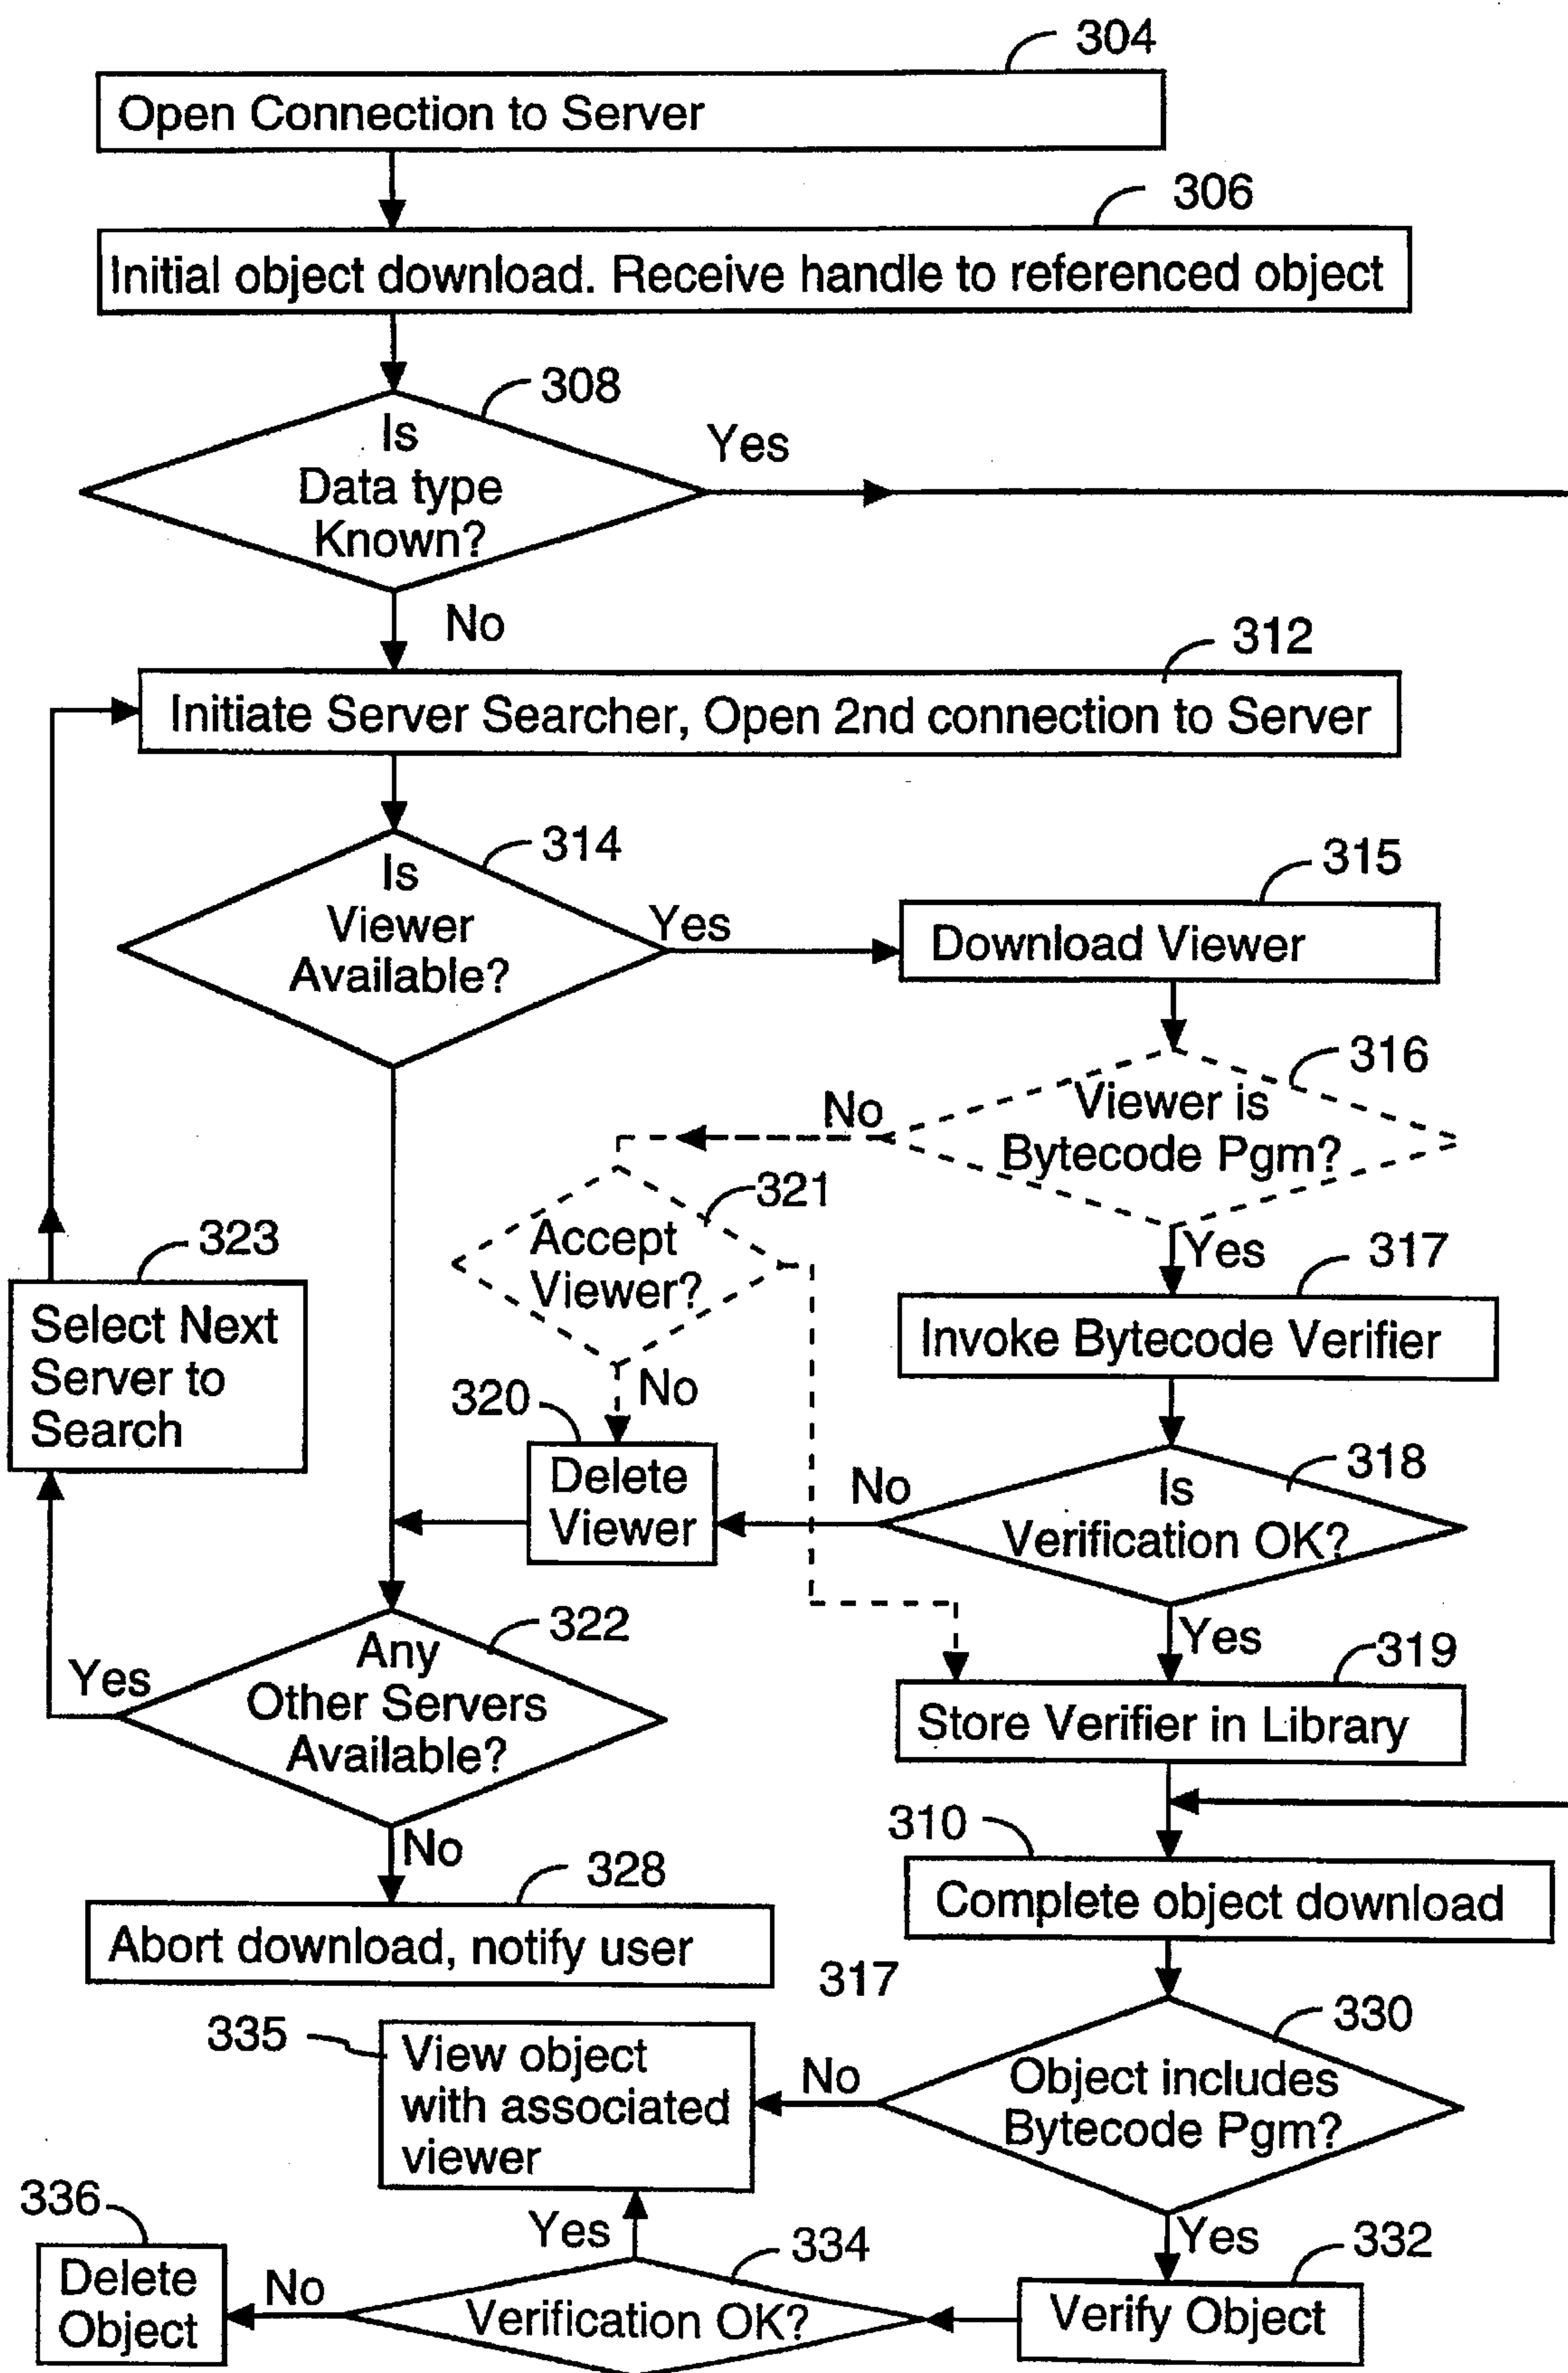 304
Open Connection to Server
306
Initial object download. Receive handle to referenced object
308
Is
Data type
Known?
Yes
No
312
Initiate Server Searcher, Open 2nd connection to Server
314
Is
Viewer
Available?
Yes
315
Download Viewer
316
Viewer is
Bytecode Pgm?
No
321
Accept
Viewer?
Yes
317
Invoke Bytecode Verifier
323
Select Next
Server to
Search
No
320
Delete
Viewer
No
318
Is
Verification OK?
322
Any
Other Servers
Available?
Yes
Yes
319
Store Verifier in Library
No
310
Complete object download
328
Abort download, notify user
317
330
Object includes
Bytecode Pgm?
No
335
View object
with associated
viewer
Yes
332
Verify Object
Yes
334
Verification OK?
No
336
Delete
Object